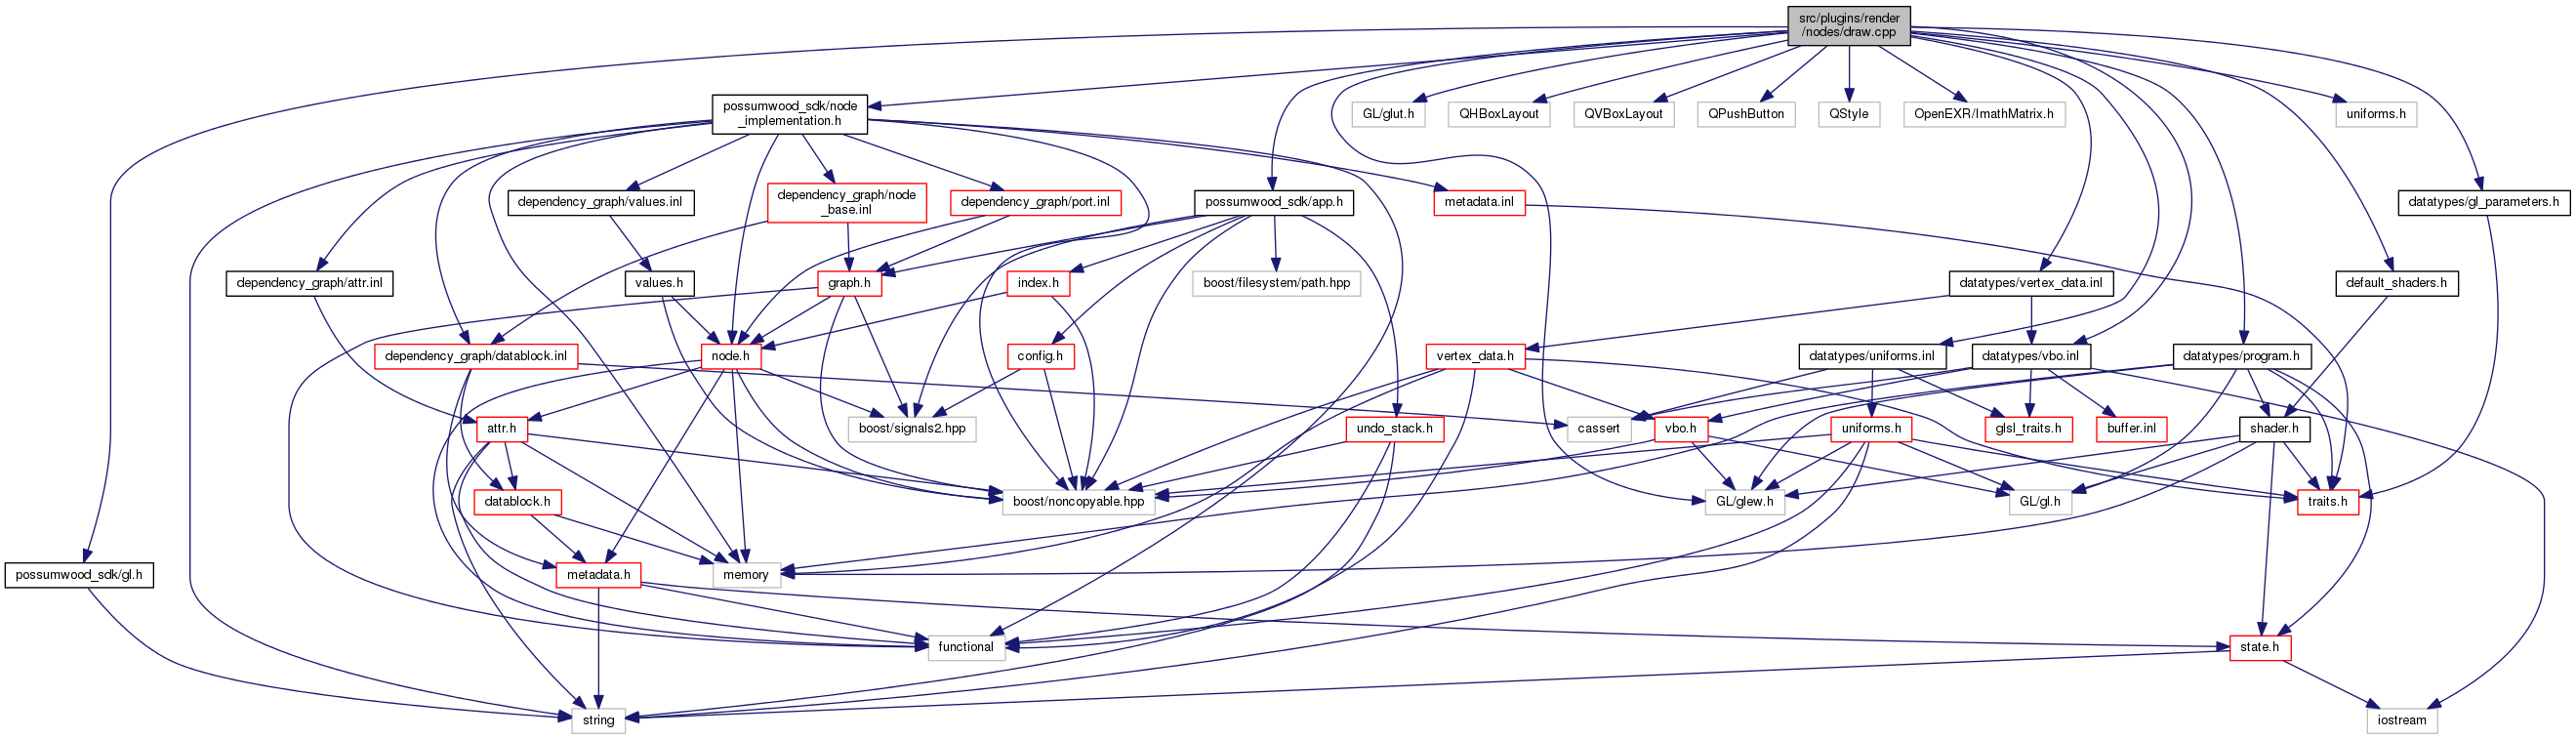 src/plugins/render
/nodes/draw.cpp
possumwood_sdk/node
_implementation.h
GL/glut.h
QHBoxLayout
QVBoxLayout
QPushButton
QStyle
OpenEXR/ImathMatrix.h
uniforms.h
dependency_graph/values.inl
dependency_graph/node
_base.inl
dependency_graph/port.inl
possumwood_sdk/app.h
metadata.inl
datatypes/gl_parameters.h
dependency_graph/attr.inl
values.h
graph.h
index.h
boost/filesystem/path.hpp
datatypes/vertex_data.inl
default_shaders.h
dependency_graph/datablock.inl
node.h
config.h
vertex_data.h
datatypes/uniforms.inl
datatypes/vbo.inl
datatypes/program.h
attr.h
boost/signals2.hpp
undo_stack.h
cassert
vbo.h
uniforms.h
glsl_traits.h
buffer.inl
shader.h
datablock.h
boost/noncopyable.hpp
GL/glew.h
GL/gl.h
traits.h
possumwood_sdk/gl.h
metadata.h
memory
functional
state.h
string
iostream